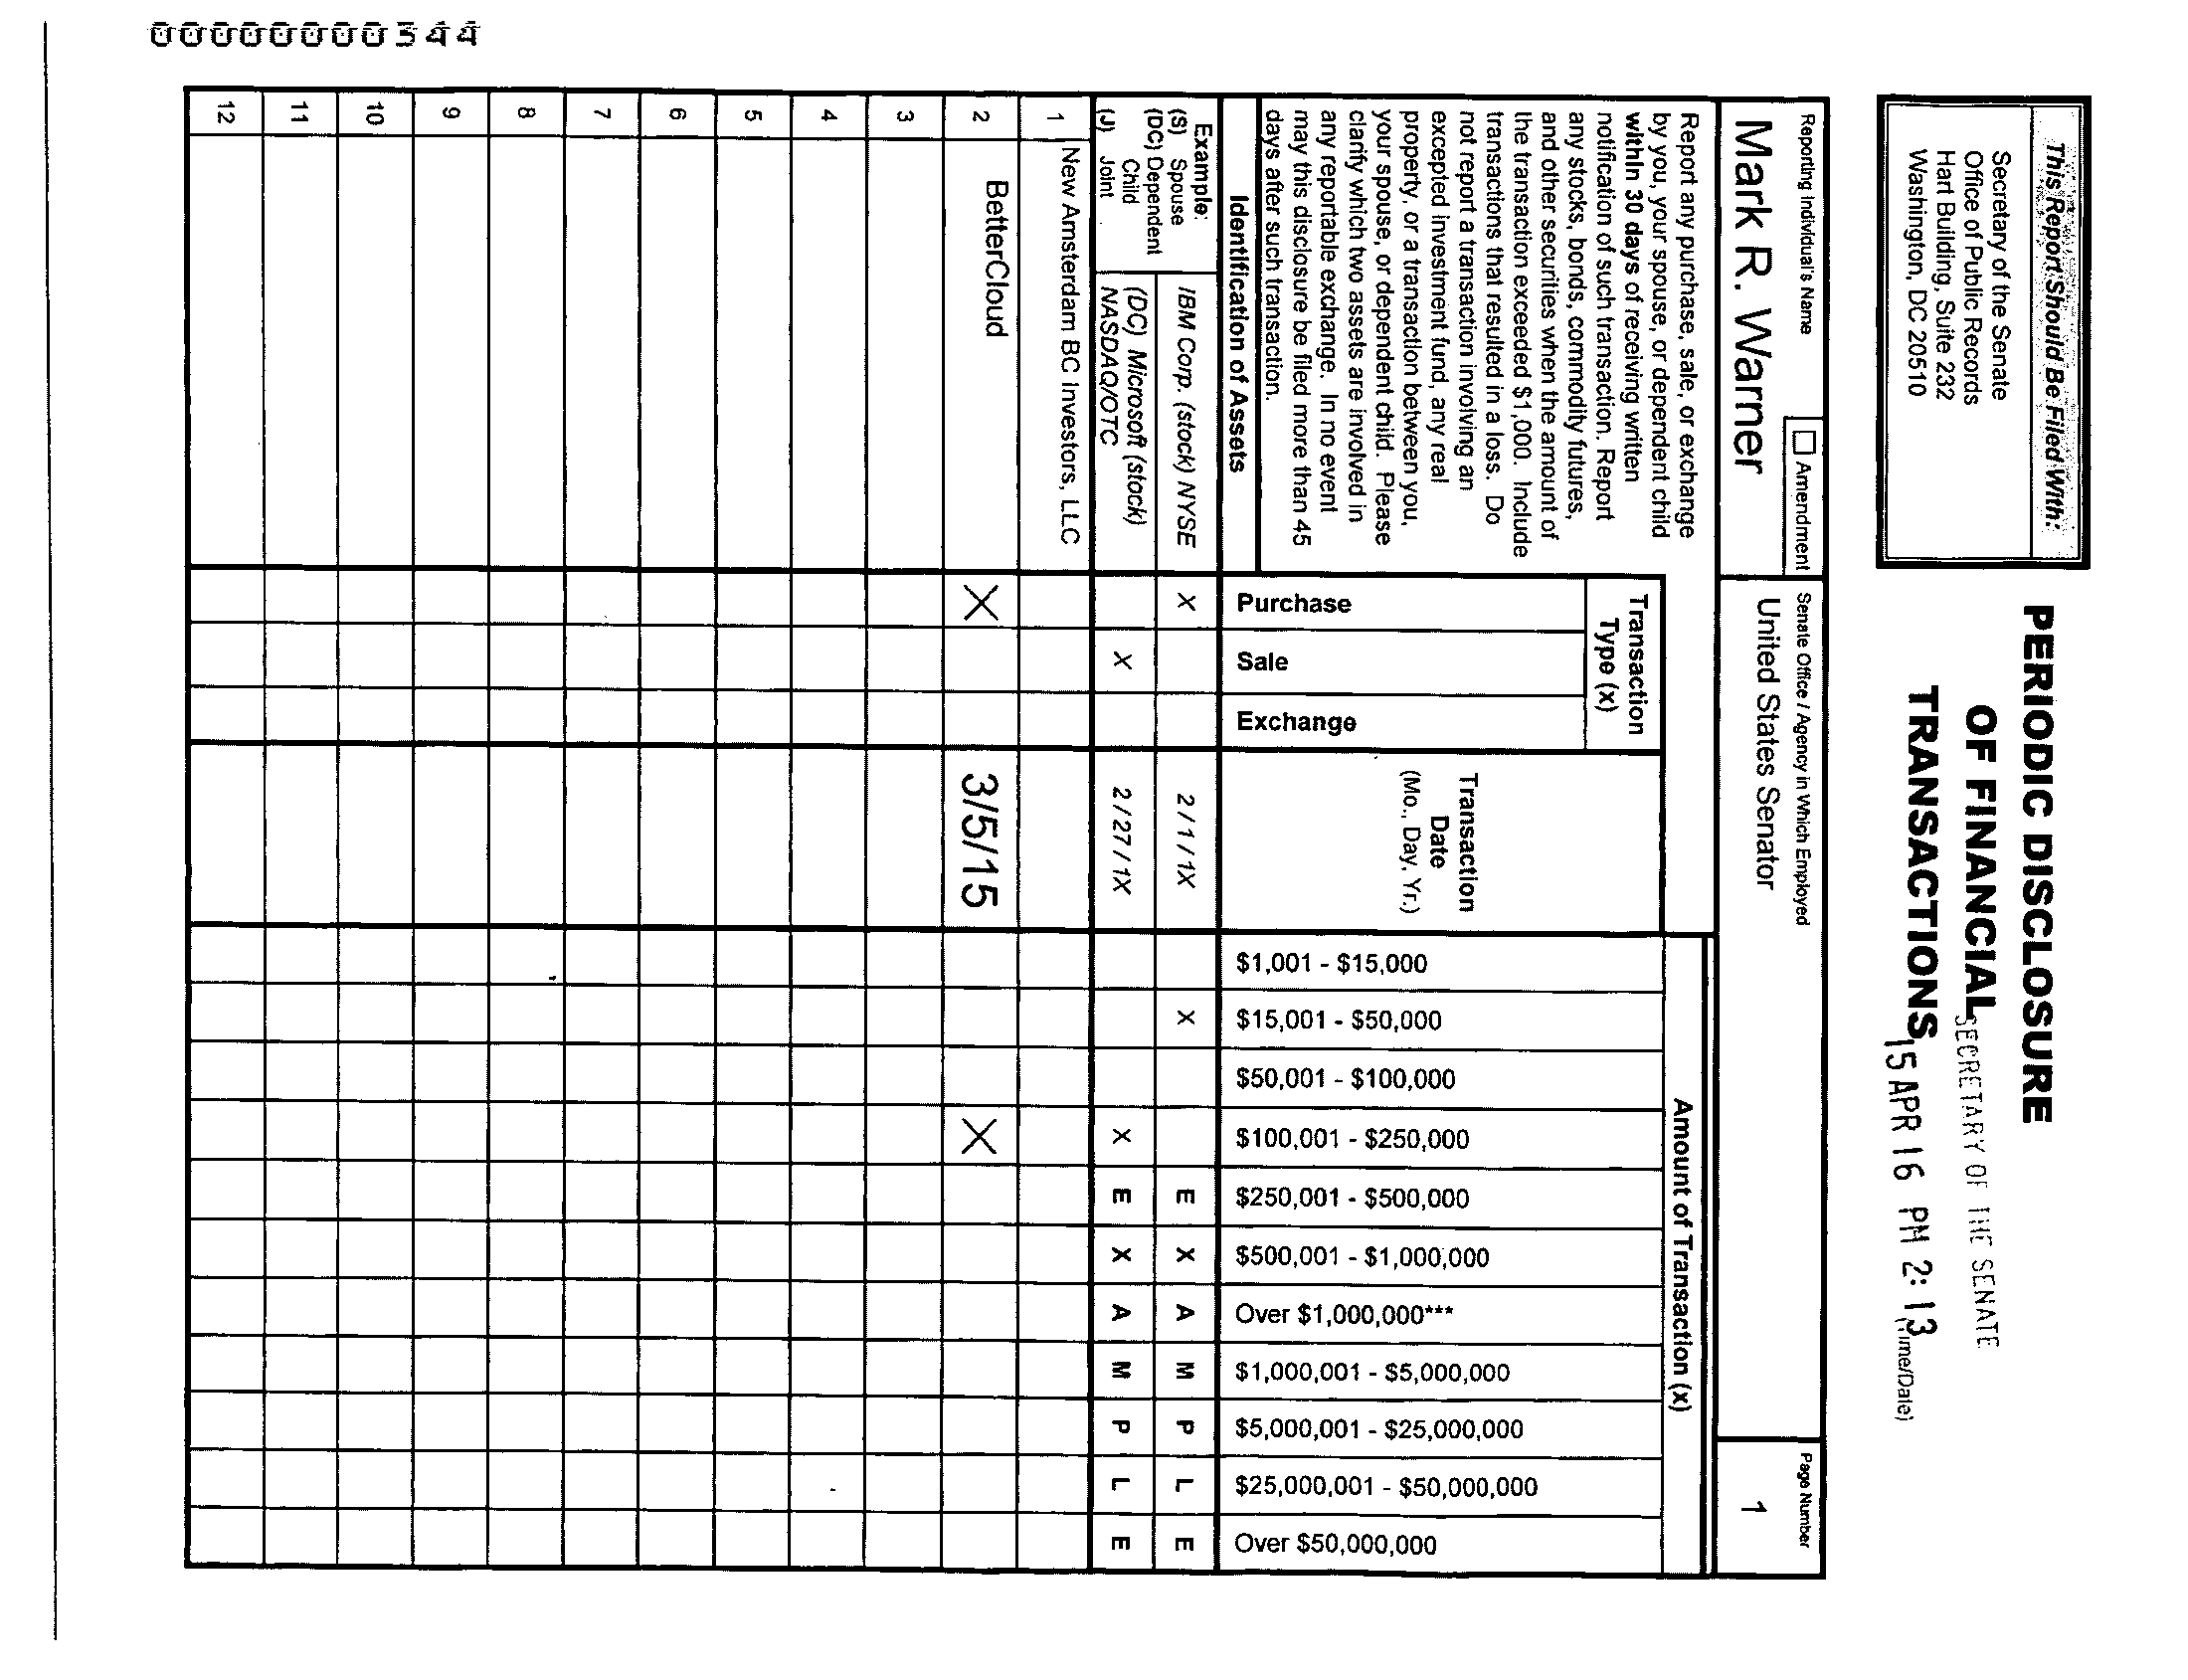 00000000544
This Report Should Be Filed With:
Secretary of the Senate
Office of Public Records
Hart Building, Suite 232
Washington, DC 20510
PERIODIC DISCLOSURE
OF FINANCIAL
TRANSACTIONS
SECRETARY OF THE SENATE
15 APR 16 PM 2: 13
(Time/Date)
Reporting Individual's Name
Amendment
Mark R. Warner
Senate Office / Agency in Which Employed
United States Senator
Page Number
1
Report any purchase, sale, or exchange
by you, your spouse, or dependent child
within 30 days of receiving written
notification of such transaction. Report
any stocks, bonds, commodity futures,
and other securities when the amount of
the transaction exceeded $1,000. Include
transactions that resulted in a loss. Do
not report a transaction involving an
excepted investment fund, any real
property, or a transaction between you,
your spouse, or dependent child. Please
clarify which two assets are involved in
any reportable exchange. In no event
may this disclosure be filed more than 45
days after such transaction.
Identification of Assets
Transaction
Type (x)
Purchase
Sale
Exchange
Transaction
Date
(Mo., Day, Yr.)
Amount of Transaction (x)
$1,001 - $15,000
$15,001 - $50,000
$50,001 - $100,000
$100,001 - $250,000
$250,001 - $500,000
$500,001 - $1,000,000
Over $1,000,000***
$1,000,001 - $5,000,000
$5,000,001 - $25,000,000
$25,000,001 - $50,000,000
Over $50,000,000
Example:
(S) Spouse
(DC) Dependent
Child
(J) Joint
IBM Corp. (stock) NYSE X 2/1/1X X E X A M P L E
(DC) Microsoft (stock)
NASDAQ/OTC X 2/27/1X X E X A M P L E
1 New Amsterdam BC Investors, LLC
2 BetterCloud X 3/5/15 X
3
4
5
6
7
8
9
10
11
12